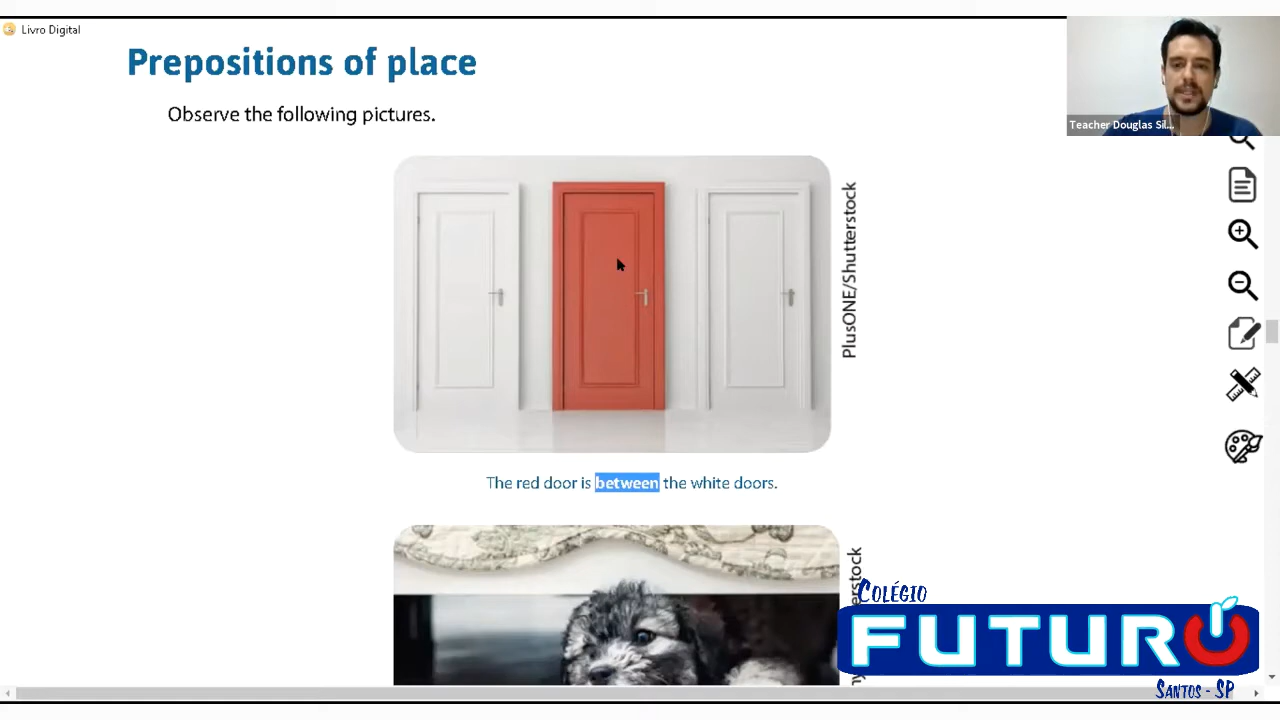 Livro Digital
Prepositions of place
Observe the following pictures.
Teacher Douglas Sil...
PlusONE/Shutterstock
The red door is between the white doors.
COLÉGIO
FUTURO
SANTOS - SP